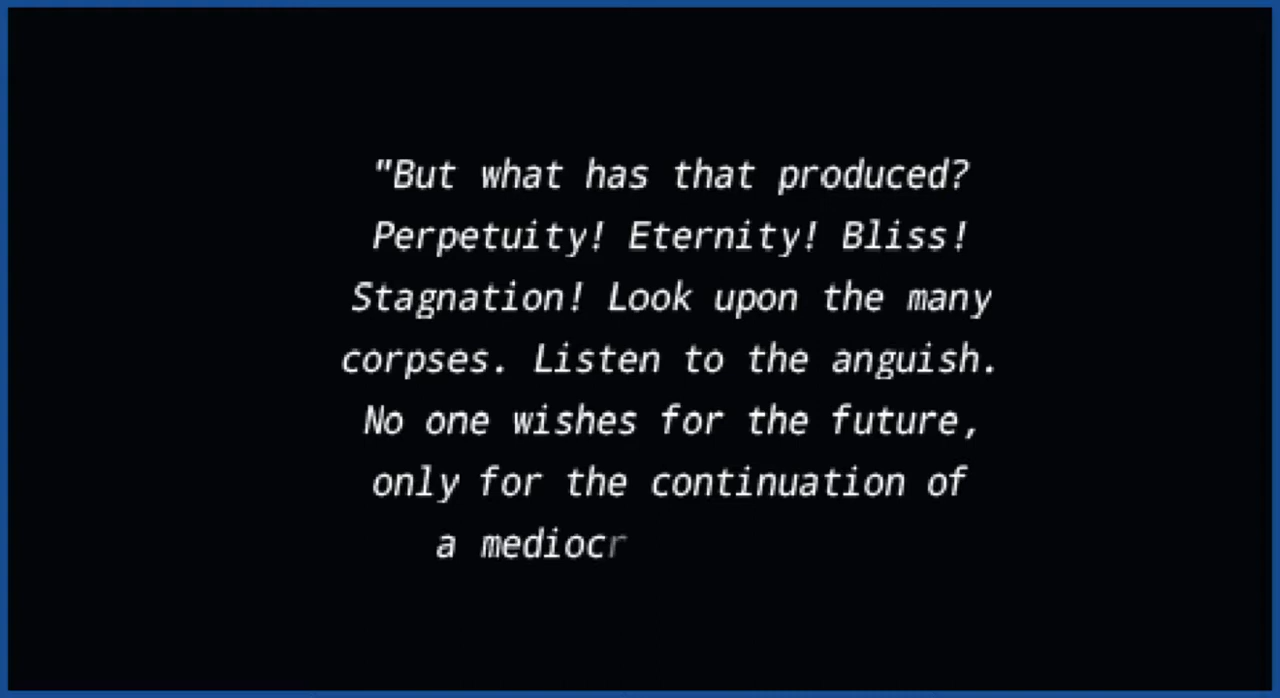 "But what has that produced?
Perpetuity! Eternity! Bliss!
Stagnation! Look upon the many
corpses. Listen to the anguish.
No one wishes for the future,
only for the continuation of
a mediocr